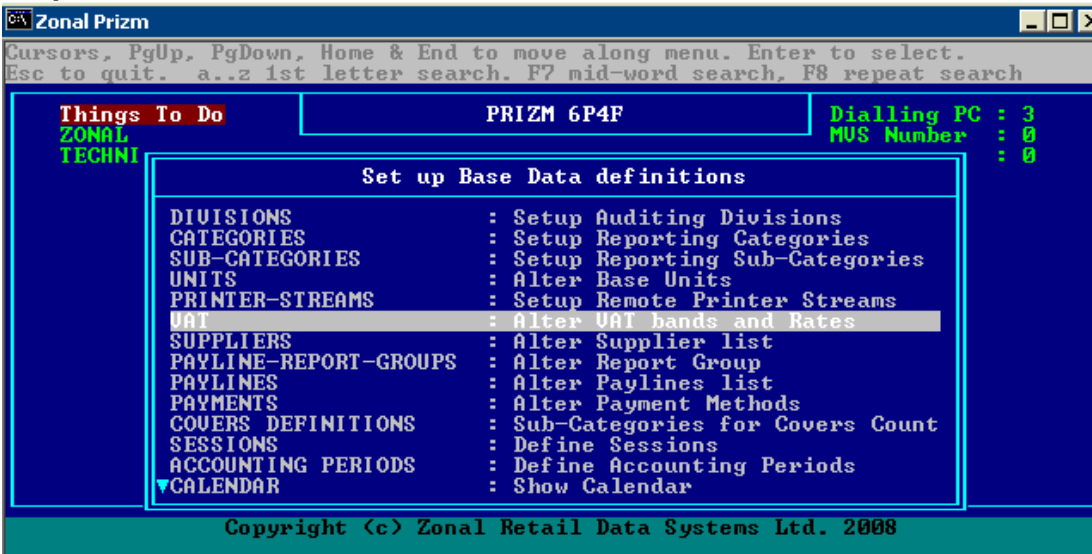 Zonal Prizm
Cursors, PgUp, PgDown, Home & End to move along menu. Enter to select.
Esc to quit. a..z 1st letter search. F7 mid-word search, F8 repeat search
Things To Do PRIZM 6P4F Dialling PC : 3
ZONAL MVS Number : 0
TECHNI : 0
Set up Base Data definitions
DIVISIONS : Setup Auditing Divisions
CATEGORIES : Setup Reporting Categories
SUB-CATEGORIES : Setup Reporting Sub-Categories
UNITS : Alter Base Units
PRINTER-STREAMS : Setup Remote Printer Streams
VAT : Alter VAT bands and Rates
SUPPLIERS : Alter Supplier list
PAYLINE-REPORT-GROUPS : Alter Report Group
PAYLINES : Alter Paylines list
PAYMENTS : Alter Payment Methods
COVERS DEFINITIONS : Sub-Categories for Covers Count
SESSIONS : Define Sessions
ACCOUNTING PERIODS : Define Accounting Periods
▼CALENDAR : Show Calendar
Copyright (c) Zonal Retail Data Systems Ltd. 2008